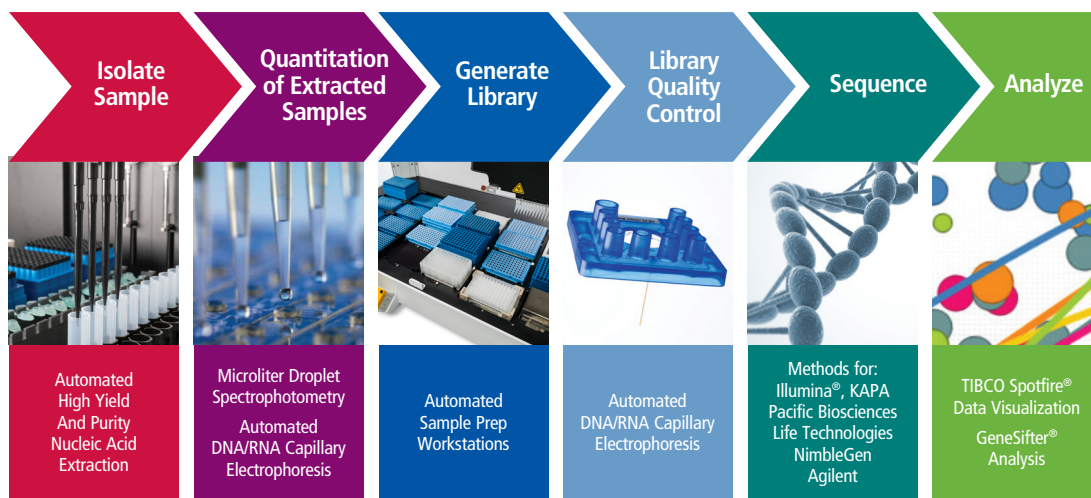 Isolate
Sample
Quantitation
of Extracted
Samples
Generate
Library
Library
Quality
Control
Sequence
Analyze
Automated
High Yield
And Purity
Nucleic Acid
Extraction
Microliter Droplet
Spectrophotometry
Automated
DNA/RNA Capillary
Electrophoresis
Automated
Sample Prep
Workstations
Automated
DNA/RNA Capillary
Electrophoresis
Methods for:
Illumina®, KAPA
Pacific Biosciences
Life Technologies
NimbleGen
Agilent
TIBCO Spotfire®
Data Visualization
GeneSifter®
Analysis